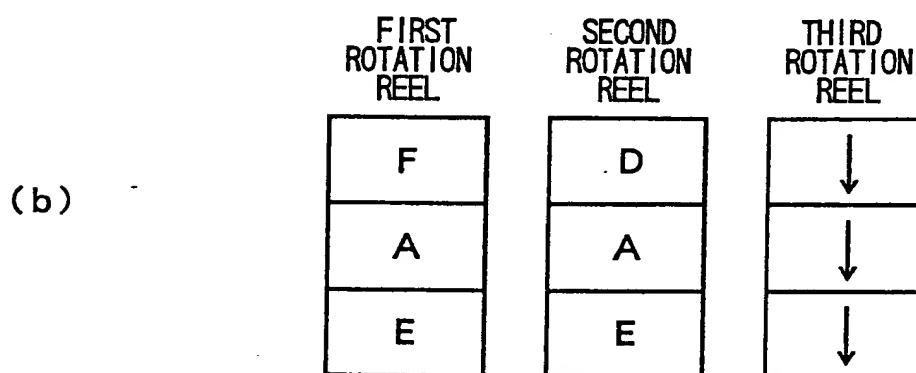 FIRST ROTATION REEL
SECOND ROTATION REEL
THIRD ROTATION REEL
(b)
F D ↓
A A ↓
E E ↓